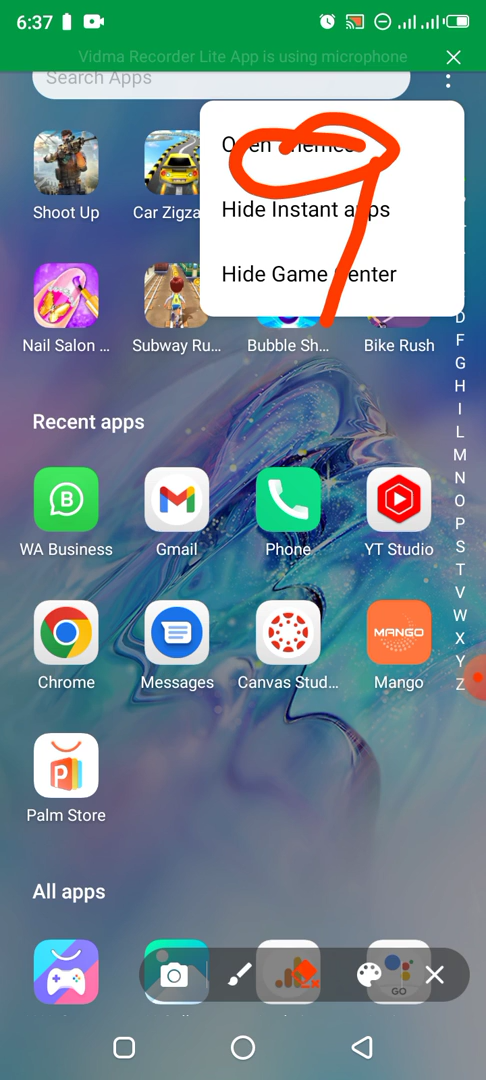 6:37
Vidma Recorder Lite App is using microphone
Search Apps
Hide Instant apps
Hide Game Center
Shoot Up
Car Zigza
Nail Salon ...
Subway Ru...
Bubble Sh...
Bike Rush
D
F
G
H
I
L
M
N
O
P
S
T
V
W
X
Y
Z
Recent apps
WA Business
Gmail
Phone
YT Studio
Chrome
Messages
Canvas Stud...
MANGO
Mango
Palm Store
All apps
GO